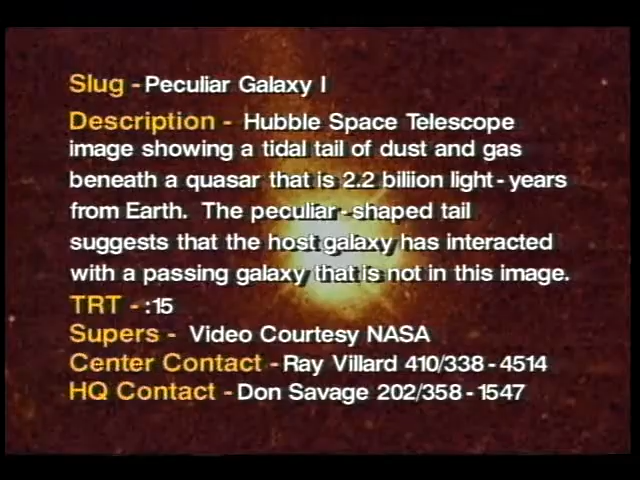 Slug - Peculiar Galaxy I
Description - Hubble Space Telescope
image showing a tidal tail of dust and gas
beneath a quasar that is 2.2 biliion light-years
from Earth. The peculiar-shaped tail
suggests that the host galaxy has interacted
with a passing galaxy that is not in this image.
TRT - :15
Supers - Video Courtesy NASA
Center Contact - Ray Villard 410/338-4514
HQ Contact - Don Savage 202/358-1547